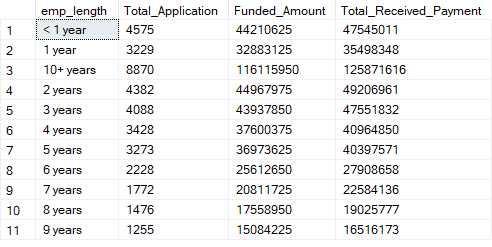 emp_length Total_Application Funded_Amount Total_Received_Payment
1 < 1 year 4575 44210625 47545011
2 1 year 3229 32883125 35498348
3 10+ years 8870 116115950 125871616
4 2 years 4382 44967975 49206961
5 3 years 4088 43937850 47551832
6 4 years 3428 37600375 40964850
7 5 years 3273 36973625 40397571
8 6 years 2228 25612650 27908658
9 7 years 1772 20811725 22584136
10 8 years 1476 17558950 19025777
11 9 years 1255 15084225 16516173